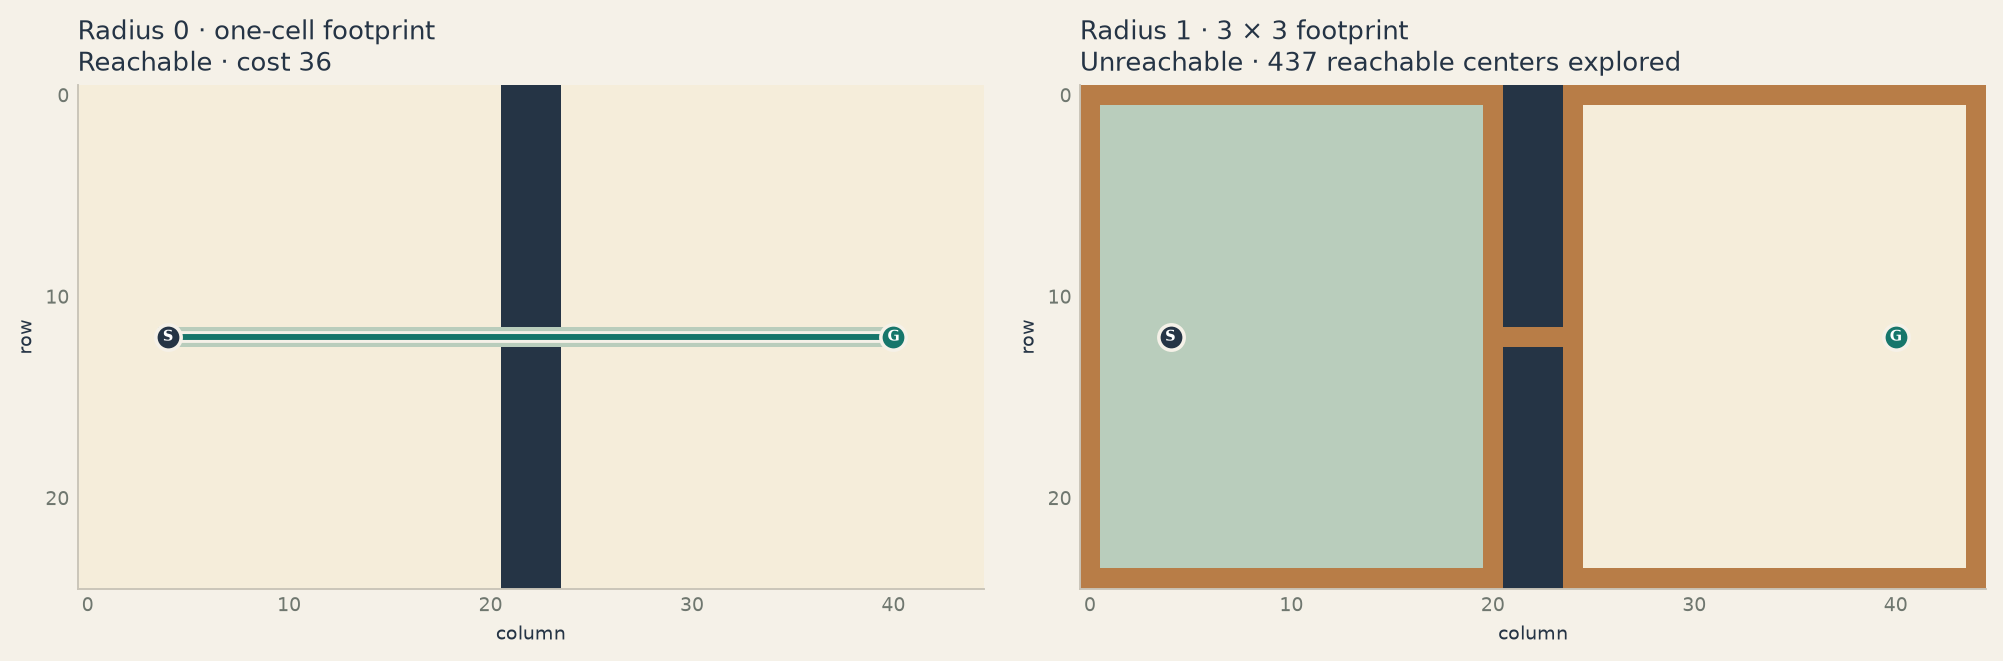 Radius 0 · one-cell footprint
Reachable · cost 36
0
10
20
row
S
G
0
10
20
30
40
column
Radius 1 · 3 × 3 footprint
Unreachable · 437 reachable centers explored
0
10
20
row
S
G
0
10
20
30
40
column